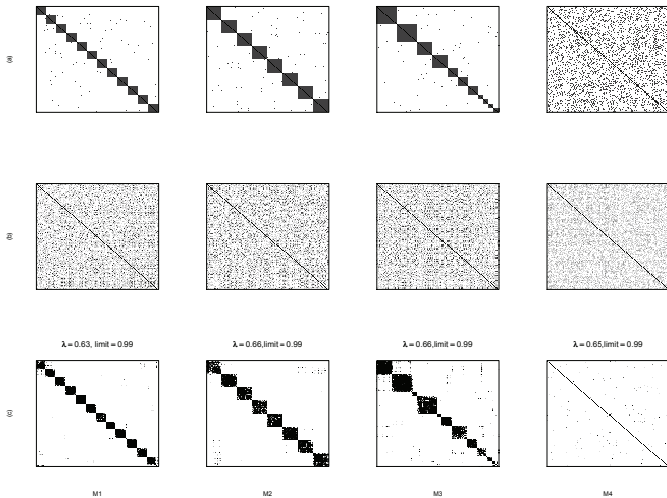 (a)
(b)
λ = 0.63, limit = 0.99
λ = 0.66,limit = 0.99
λ = 0.66,limit = 0.99
λ = 0.65,limit = 0.99
(c)
M1
M2
M3
M4